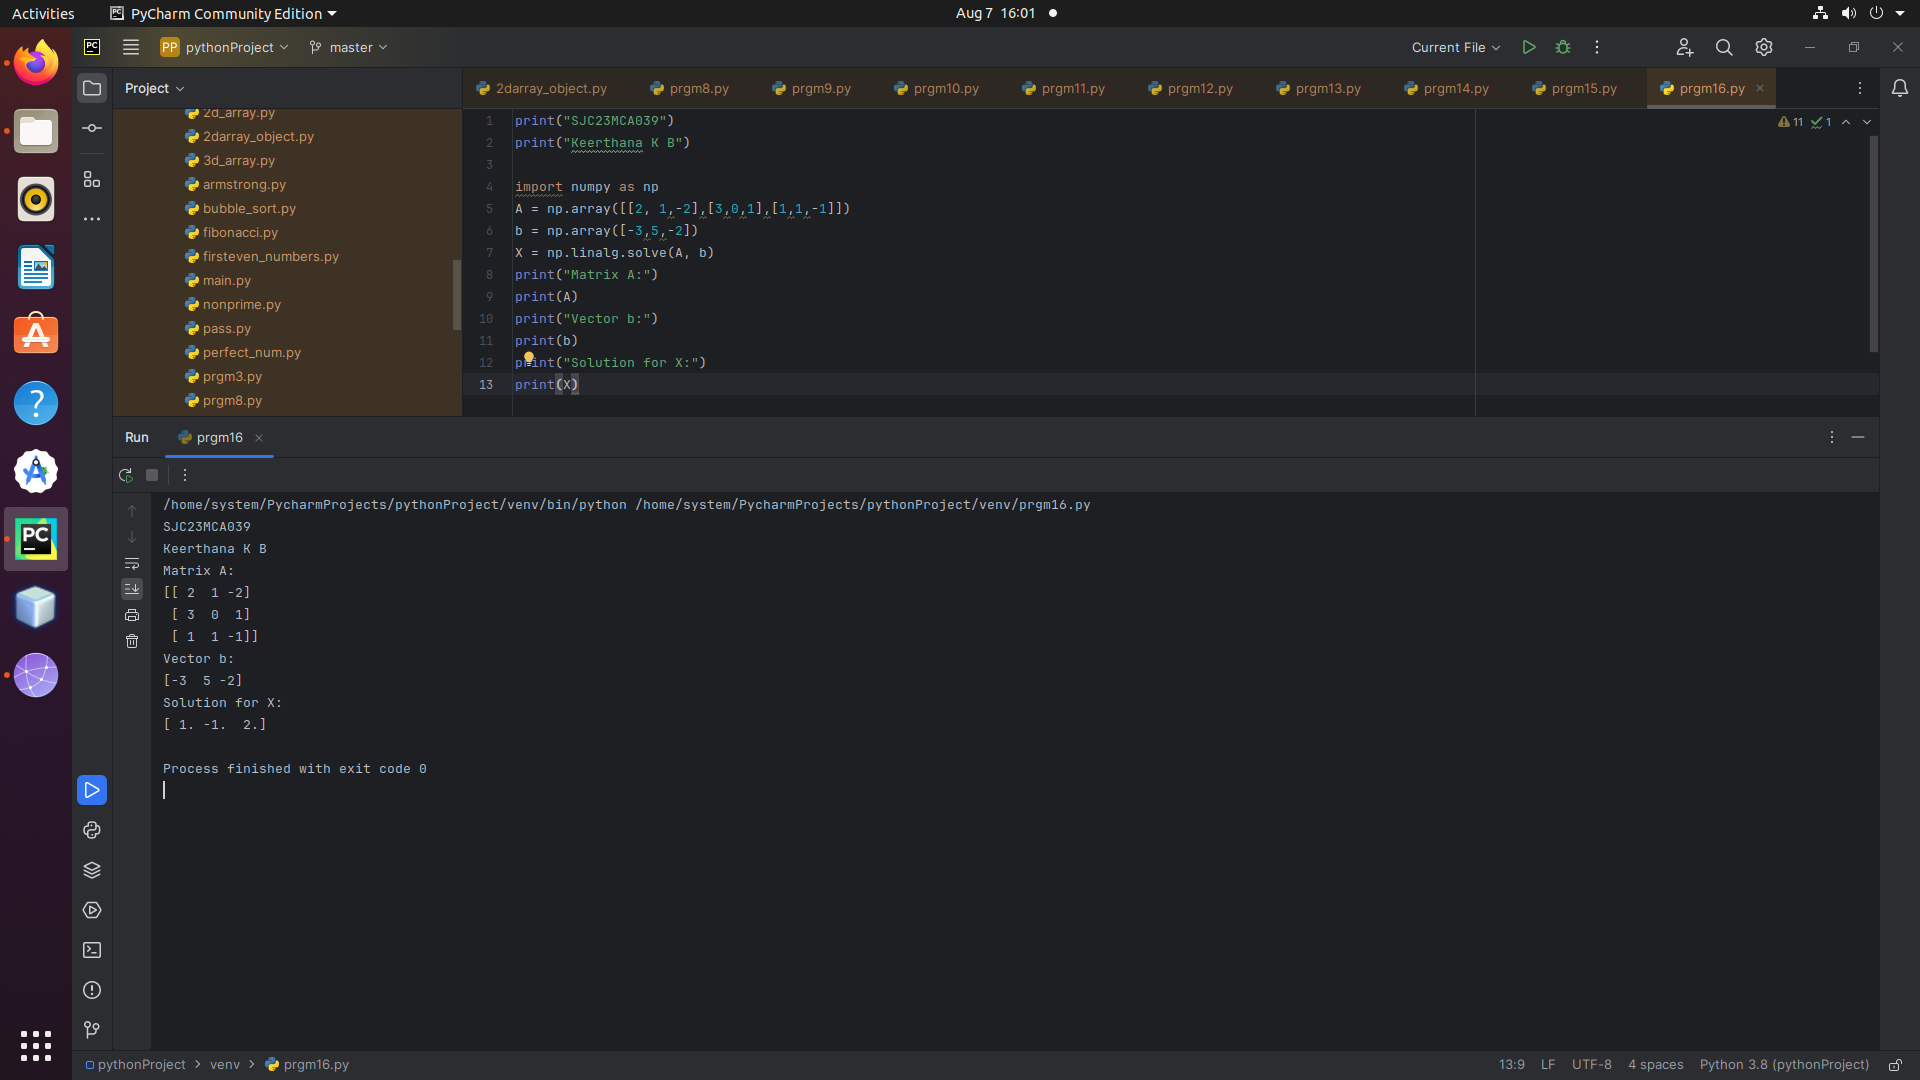 Activities PyCharm Community Edition Aug 7 16:01
PC PP pythonProject master Current File
Project
2darray_object.py prgm8.py prgm9.py prgm10.py prgm11.py prgm12.py prgm13.py prgm14.py prgm15.py prgm16.py
2d_array.py
2darray_object.py
3d_array.py
armstrong.py
bubble_sort.py
fibonacci.py
firsteven_numbers.py
main.py
nonprime.py
pass.py
perfect_num.py
prgm3.py
prgm8.py
11 1
1 print("SJC23MCA039")
2 print("Keerthana K B")
3
4 import numpy as np
5 A = np.array([[2, 1,-2],[3,0,1],[1,1,-1]])
6 b = np.array([-3,5,-2])
7 X = np.linalg.solve(A, b)
8 print("Matrix A:")
9 print(A)
10 print("Vector b:")
11 print(b)
12 print("Solution for X:")
13 print(X)
Run prgm16
/home/system/PycharmProjects/pythonProject/venv/bin/python /home/system/PycharmProjects/pythonProject/venv/prgm16.py
SJC23MCA039
Keerthana K B
Matrix A:
[[ 2  1 -2]
 [ 3  0  1]
 [ 1  1 -1]]
Vector b:
[-3  5 -2]
Solution for X:
[ 1. -1.  2.]
Process finished with exit code 0
PC
pythonProject > venv > prgm16.py 13:9 LF UTF-8 4 spaces Python 3.8 (pythonProject)